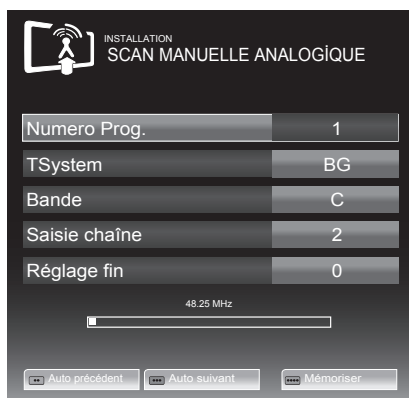 INSTALLATION
SCAN MANUELLE ANALOGİQUE
Numero Prog. 1
TSystem BG
Bande C
Saisie chaîne 2
Réglage fin 0
48.25 MHz
Auto précédent Auto suivant Mémoriser